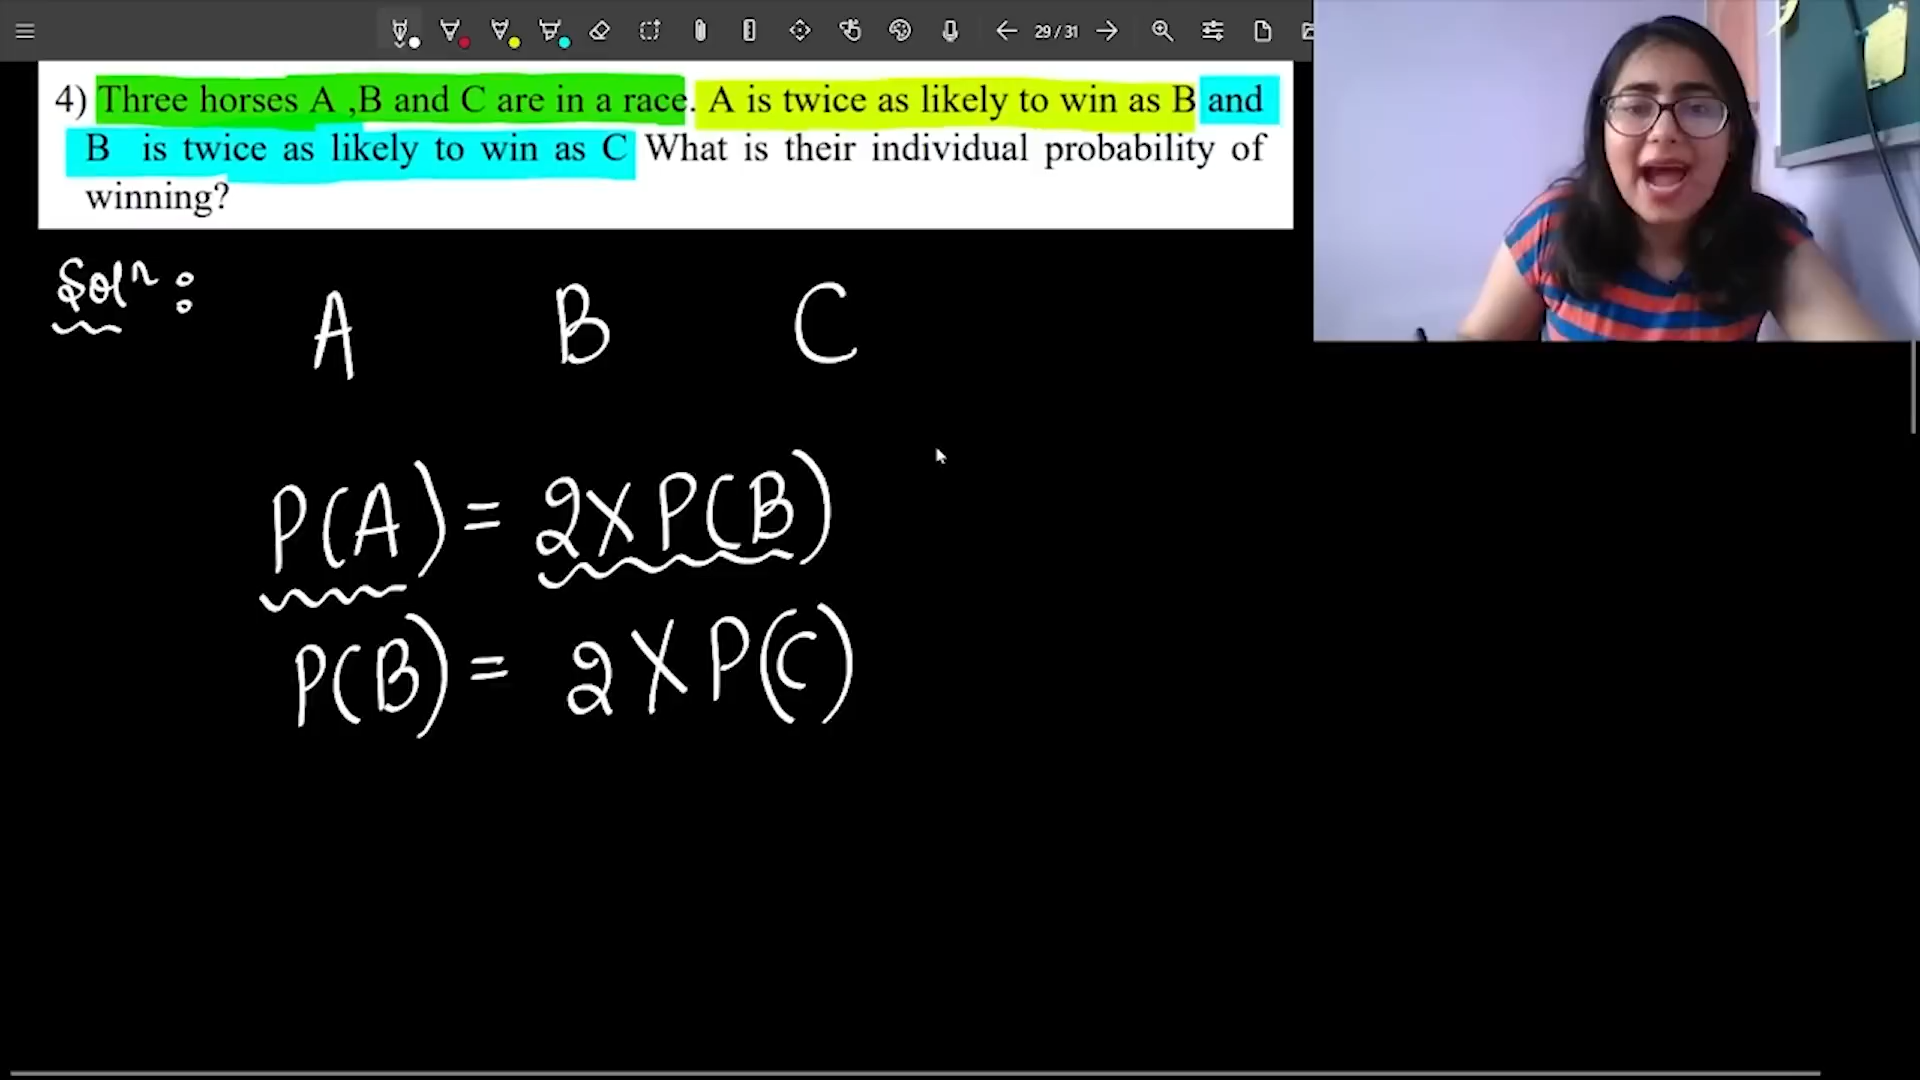 29 / 31
4) Three horses A ,B and C are in a race. A is twice as likely to win as B and
B is twice as likely to win as C What is their individual probability of
winning?
Solⁿ :
A B C
P(A) = 2XP(B)
P(B) = 2 X P(C)